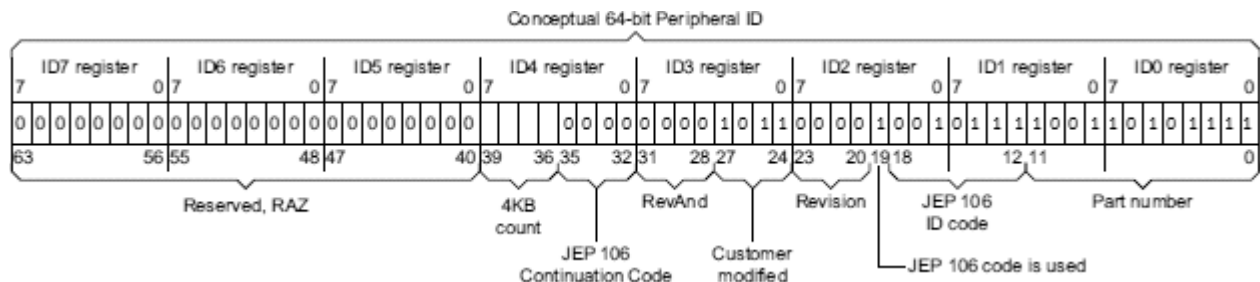 Conceptual 64-bit Peripheral ID
ID7 register ID6 register ID5 register ID4 register ID3 register ID2 register ID1 register ID0 register
7 0 7 0 7 0 7 0 7 0 7 0 7 0 7 0
0 0 0 0 0 0 0 0 0 0 0 0 0 0 0 0 0 0 0 0 0 0 0 0 0 0 0 0 0 0 0 0 1 0 1 1 0 0 0 0 1 0 0 1 0 1 1 1 1 0 0 1 1 0 1 0 1 1 1 1
63 56 55 48 47 40 39 36 35 32 31 28 27 24 23 20 19 18 12 11 0
Reserved, RAZ
4KB
count
JEP 106
Continuation Code
RevAnd
Customer
modified
Revision
JEP 106 code is used
JEP 106
ID code
Part number